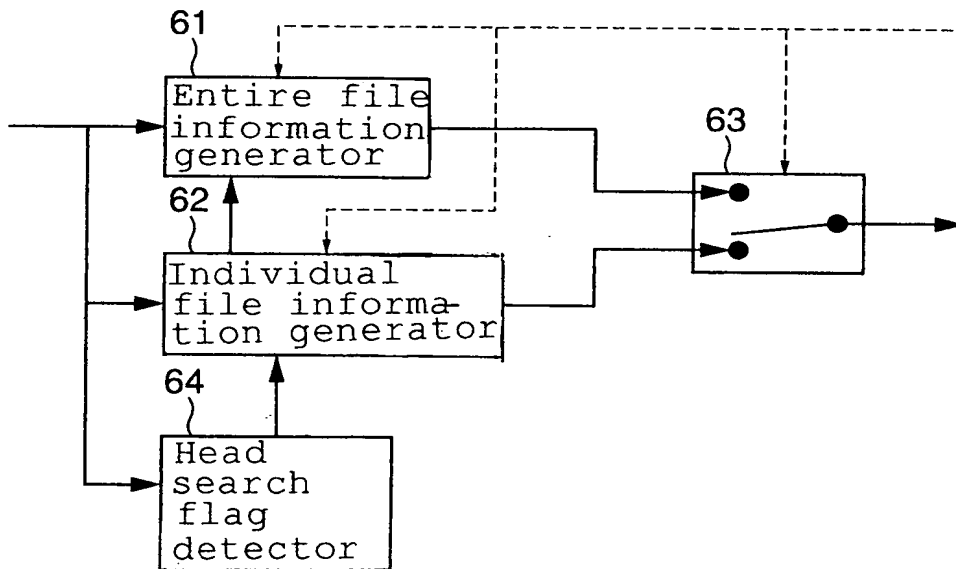 61
Entire file
information
generator
63
62
Individual
file informa-
tion generator
64
Head
search
flag
detector